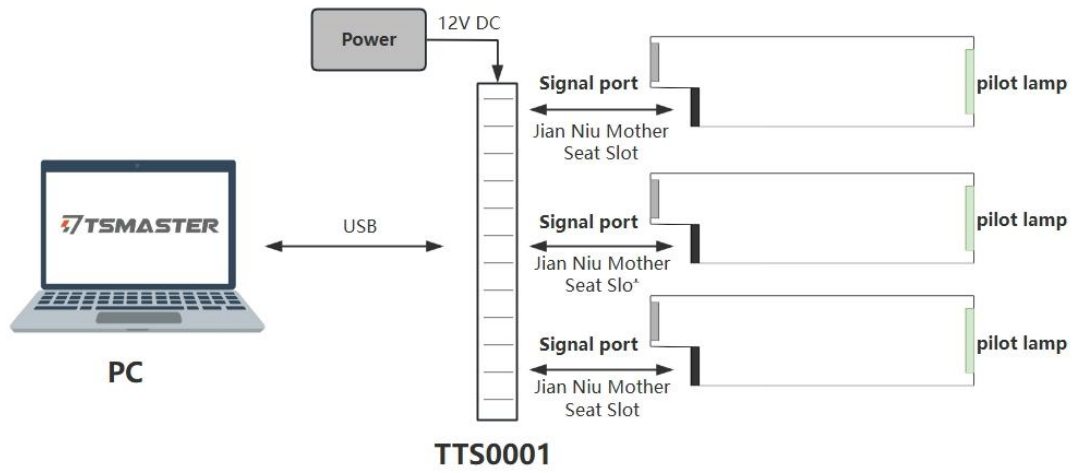 Power
12V DC
Signal port
pilot lamp
Jian Niu Mother
Seat Slot
TSMASTER
USB
Signal port
pilot lamp
Jian Niu Mother
Seat
Signal port
pilot lamp
Jian Niu Mother
Seat Slot
PC
TTS0001